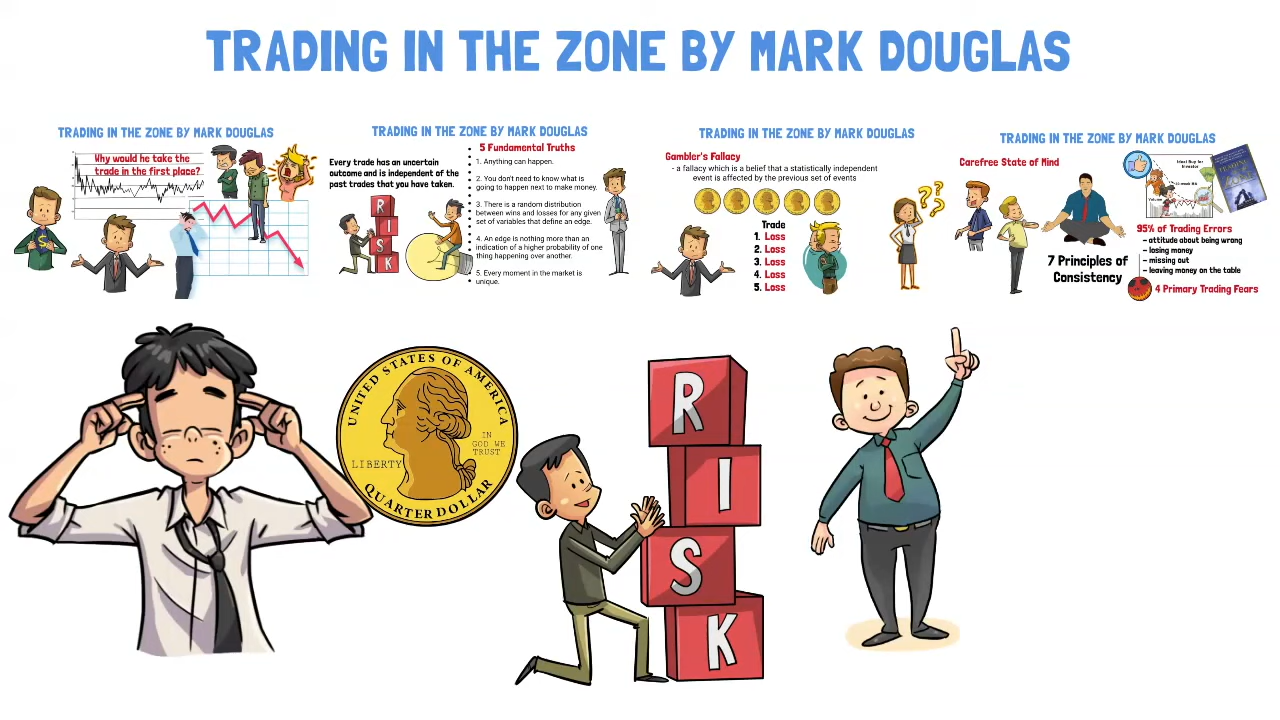 TRADING IN THE ZONE BY MARK DOUGLAS
TRADING IN THE ZONE BY MARK DOUGLAS
Why would he take the
trade in the first place?
TRADING IN THE ZONE BY MARK DOUGLAS
Every trade has an uncertain
outcome and is independent of the
past trades that you have taken.
R
I
S
K
5 Fundamental Truths
1. Anything can happen.
2. You don't need to know what is
going to happen next to make money.
3. There is a random distribution
between wins and losses for any given
set of variables that define an edge.
4. An edge is nothing more than an
indication of a higher probability of one
thing happening over another.
5. Every moment in the market is
unique.
TRADING IN THE ZONE BY MARK DOUGLAS
Gambler's Fallacy
- a fallacy which is a belief that a statistically independent
event is affected by the previous set of events
Trade
1. Loss
2. Loss
3. Loss
4. Loss
5. Loss
TRADING IN THE ZONE BY MARK DOUGLAS
Carefree State of Mind
7 Principles of
Consistency
Ideal Buy for
Investor
Volume
95% of Trading Errors
- attitude about being wrong
- losing money
- missing out
- leaving money on the table
4 Primary Trading Fears
UNITED STATES OF AMERICA
LIBERTY
IN
GOD WE
TRUST
QUARTER DOLLAR
R
I
S
K